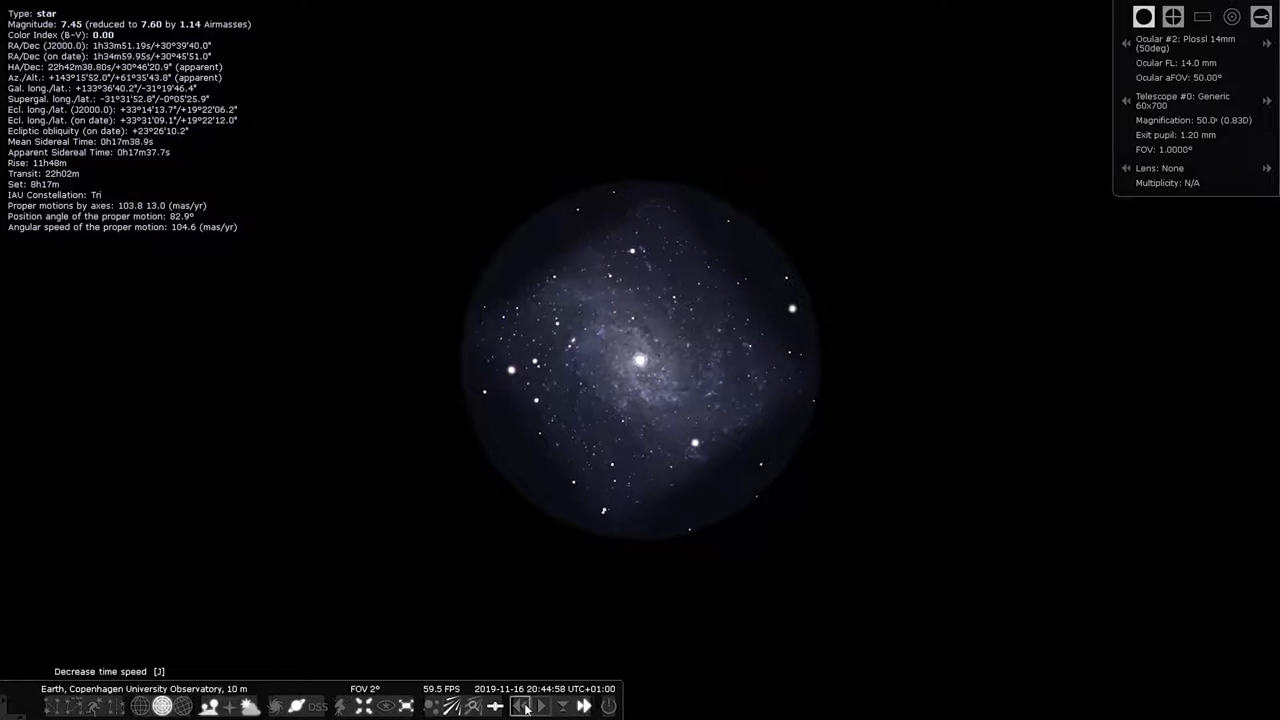 Type: star
Magnitude: 7.45 (reduced to 7.60 by 1.14 Airmasses)
Color Index (B-V): 0.00
RA/Dec (J2000.0): 1h33m51.19s/+30°39'40.0"
RA/Dec (on date): 1h34m59.95s/+30°45'51.0"
HA/Dec: 22h42m38.80s/+30°46'20.9" (apparent)
Az./Alt.: +143°15'52.0"/+61°35'43.8" (apparent)
Gal. long./lat.: +133°36'40.2"/-31°19'46.4"
Supergal. long./lat.: -31°31'52.8"/-0°05'25.9"
Ecl. long./lat. (J2000.0): +33°14'13.7"/+19°22'06.2"
Ecl. long./lat. (on date): +33°31'09.1"/+19°22'12.0"
Ecliptic obliquity (on date): +23°26'10.2"
Mean Sidereal Time: 0h17m38.9s
Apparent Sidereal Time: 0h17m37.7s
Rise: 11h48m
Transit: 22h02m
Set: 8h17m
IAU Constellation: Tri
Proper motions by axes: 103.8 13.0 (mas/yr)
Position angle of the proper motion: 82.9°
Angular speed of the proper motion: 104.6 (mas/yr)
Ocular #2: Plossl 14mm
(50deg)
Ocular FL: 14.0 mm
Ocular aFOV: 50.00°
Telescope #0: Generic
60x700
Magnification: 50.0× (0.83D)
Exit pupil: 1.20 mm
FOV: 1.0000°
Lens: None
Multiplicity: N/A
Decrease time speed [J]
Earth, Copenhagen University Observatory, 10 m FOV 2° 59.5 FPS 2019-11-16 20:44:58 UTC+01:00
DSS